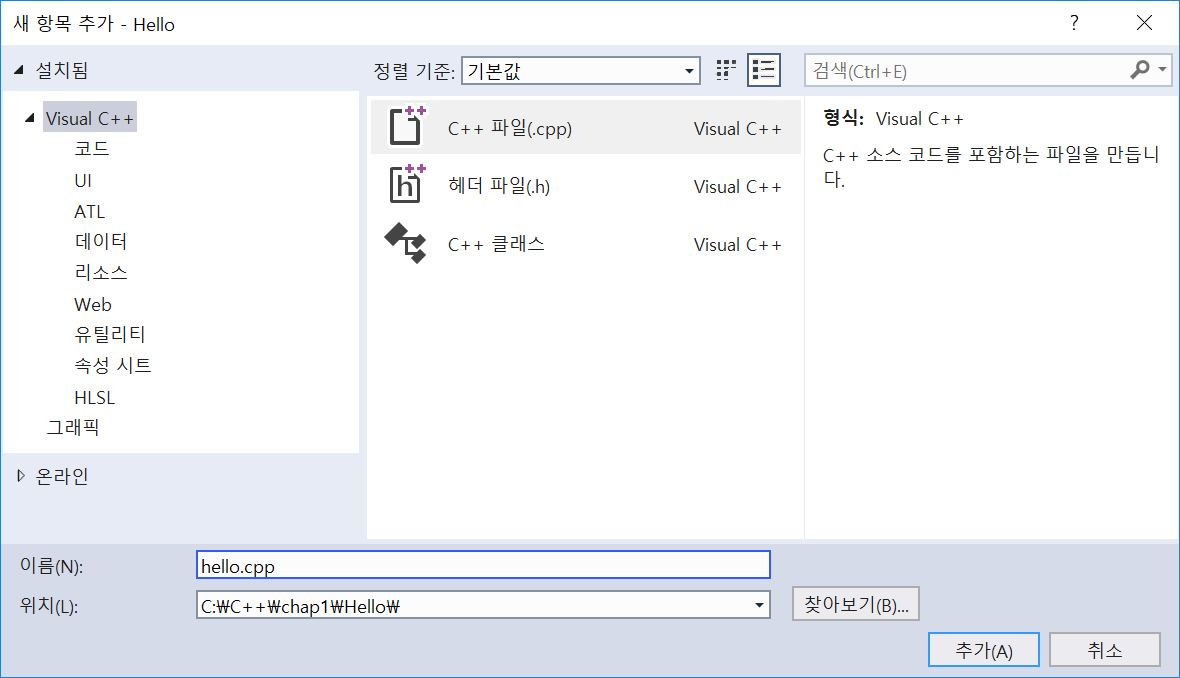 새 항목 추가 - Hello
?
설치됨
정렬 기준: 기본값
검색(Ctrl+E)
Visual C++
코드
UI
ATL
데이터
리소스
Web
유틸리티
속성 시트
HLSL
그래픽
온라인
C++ 파일(.cpp) Visual C++
h 헤더 파일(.h) Visual C++
C++ 클래스 Visual C++
형식: Visual C++
C++ 소스 코드를 포함하는 파일을 만듭니
다.
이름(N): hello.cpp
위치(L): C:₩C++₩chap1₩Hello₩
찾아보기(B)...
추가(A) 취소